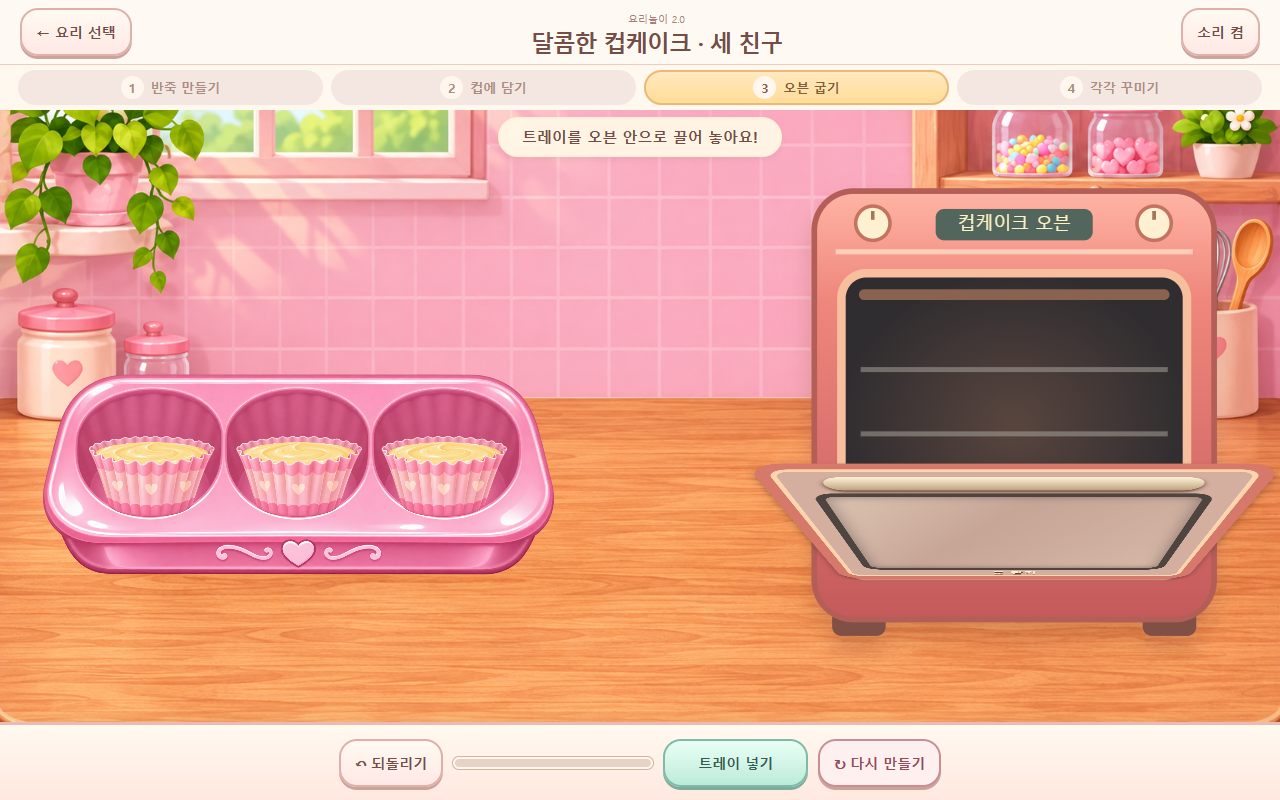 ← 요리 선택
요리놀이 2.0
달콤한 컵케이크 · 세 친구
소리 켬
1 반죽 만들기
2 컵에 담기
3 오븐 굽기
4 각각 꾸미기
트레이를 오븐 안으로 끌어 놓아요!
컵케이크 오븐
↶ 되돌리기
트레이 넣기
↻ 다시 만들기